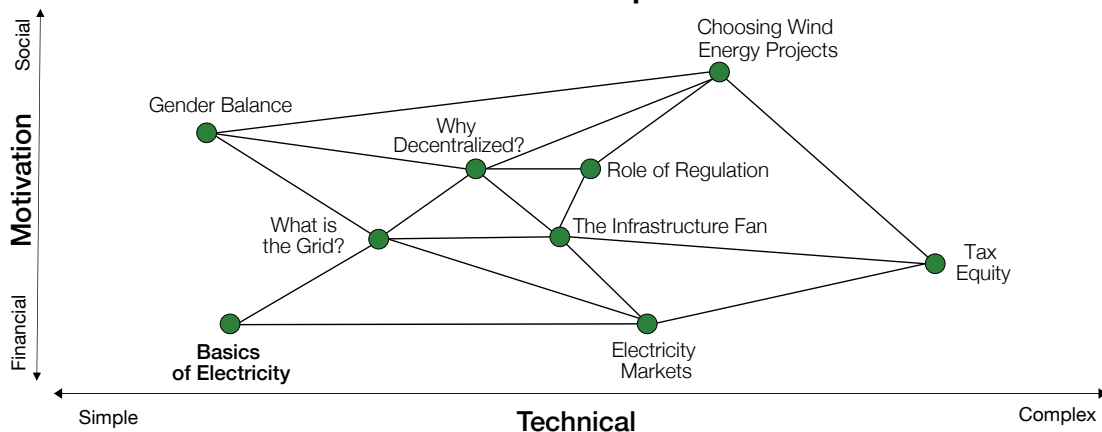 Social
Choosing Wind
Energy Projects
Gender Balance
Why
Decentralized?
Role of Regulation
Motivation
What is
the Grid?
The Infrastructure Fan
Tax
Equity
Financial
Basics
of Electricity
Electricity
Markets
Simple
Technical
Complex